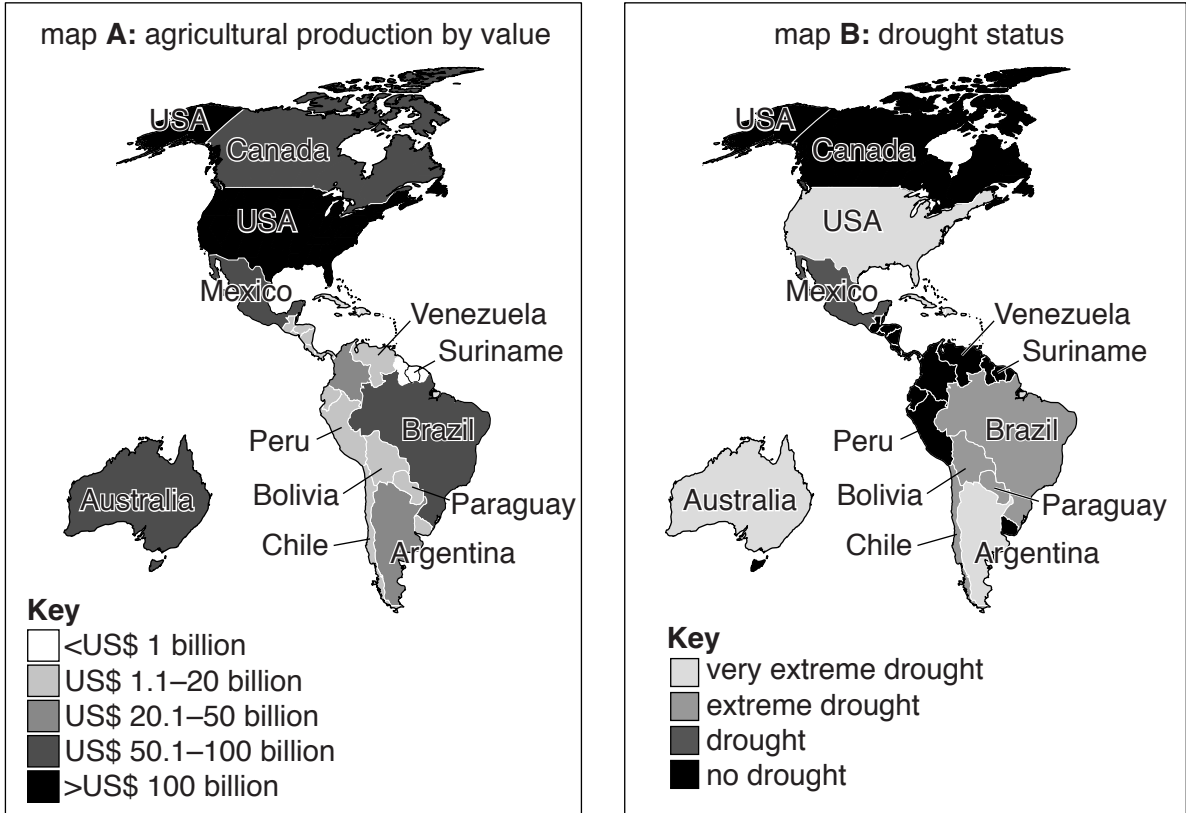 map A: agricultural production by value
USA
Canada
USA
Mexico
Venezuela
Suriname
Brazil
Peru
Australia
Bolivia
Paraguay
Chile
Argentina
Key
<US$ 1 billion
US$ 1.1–20 billion
US$ 20.1–50 billion
US$ 50.1–100 billion
>US$ 100 billion
map B: drought status
USA
Canada
USA
Mexico
Venezuela
Suriname
Brazil
Peru
Australia
Bolivia
Paraguay
Chile
Argentina
Key
very extreme drought
extreme drought
drought
no drought